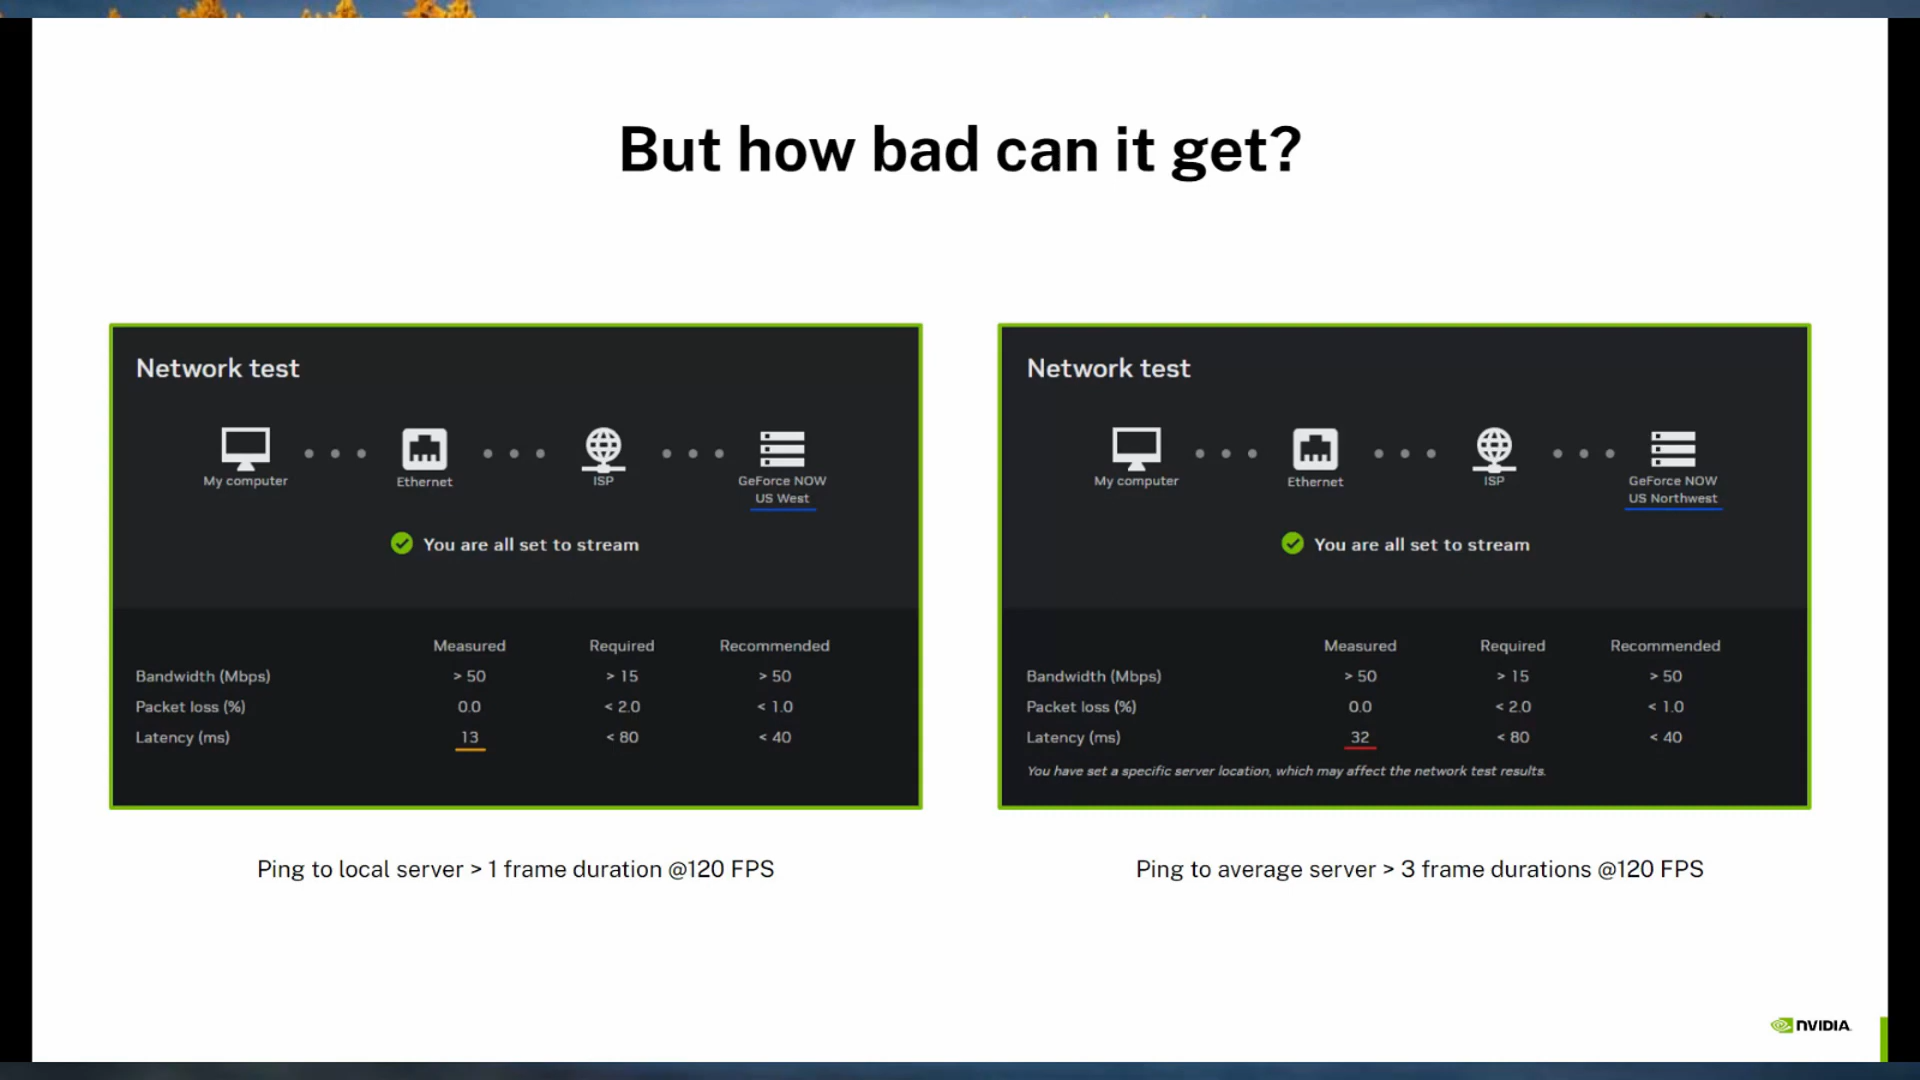 But how bad can it get?
Network test
My computer
Ethernet
ISP
GeForce NOW
US West
You are all set to stream
Measured Required Recommended
Bandwidth (Mbps) > 50 > 15 > 50
Packet loss (%) 0.0 < 2.0 < 1.0
Latency (ms) 13 < 80 < 40
Ping to local server > 1 frame duration @120 FPS
Network test
My computer
Ethernet
ISP
GeForce NOW
US Northwest
You are all set to stream
Measured Required Recommended
Bandwidth (Mbps) > 50 > 15 > 50
Packet loss (%) 0.0 < 2.0 < 1.0
Latency (ms) 32 < 80 < 40
You have set a specific server location, which may affect the network test results.
Ping to average server > 3 frame durations @120 FPS
NVIDIA